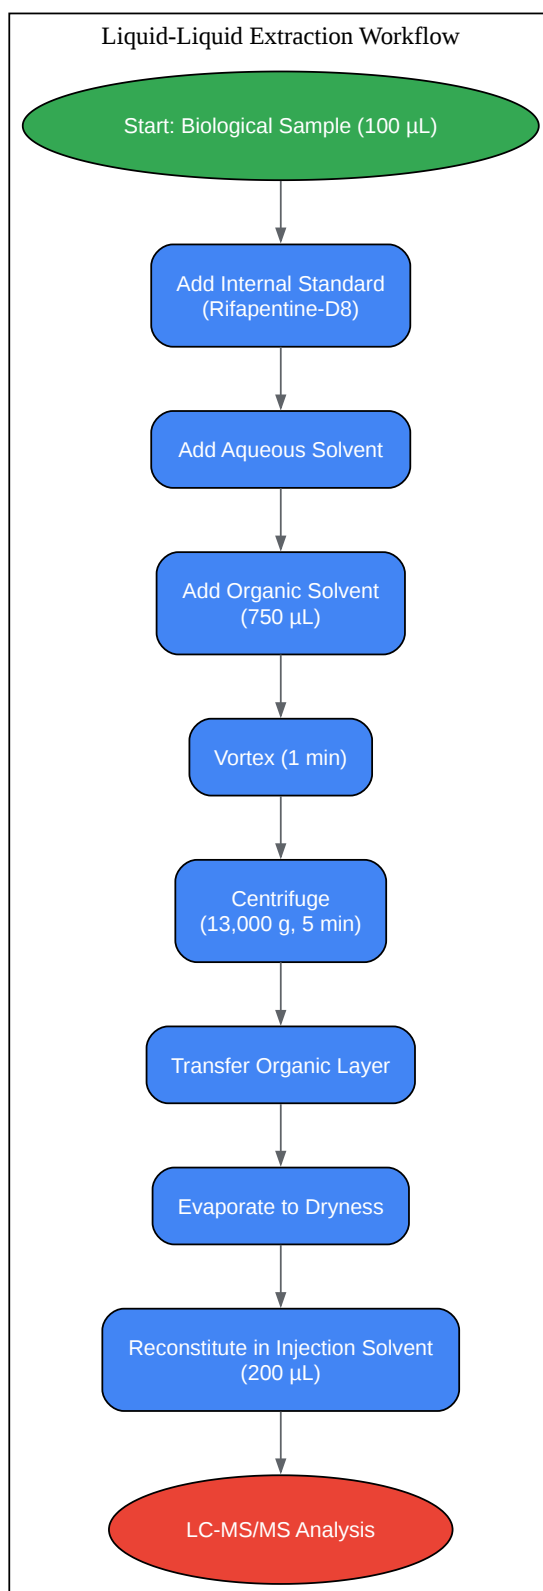 Liquid-Liquid Extraction Workflow
Start: Biological Sample (100 µL)
Add Internal Standard
(Rifapentine-D8)
Add Aqueous Solvent
Add Organic Solvent
(750 µL)
Vortex (1 min)
Centrifuge
(13,000 g, 5 min)
Transfer Organic Layer
Evaporate to Dryness
Reconstitute in Injection Solvent
(200 µL)
LC-MS/MS Analysis